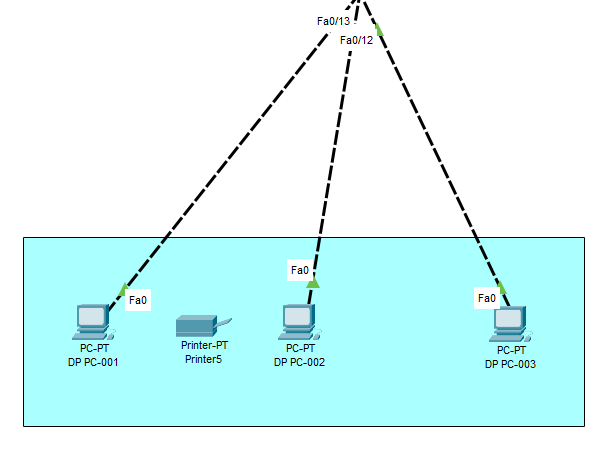 Fa0/13
Fa0/12
Fa0
Fa0
Fa0
PC-PT
DP PC-001
Printer-PT
Printer5
PC-PT
DP PC-002
PC-PT
DP PC-003